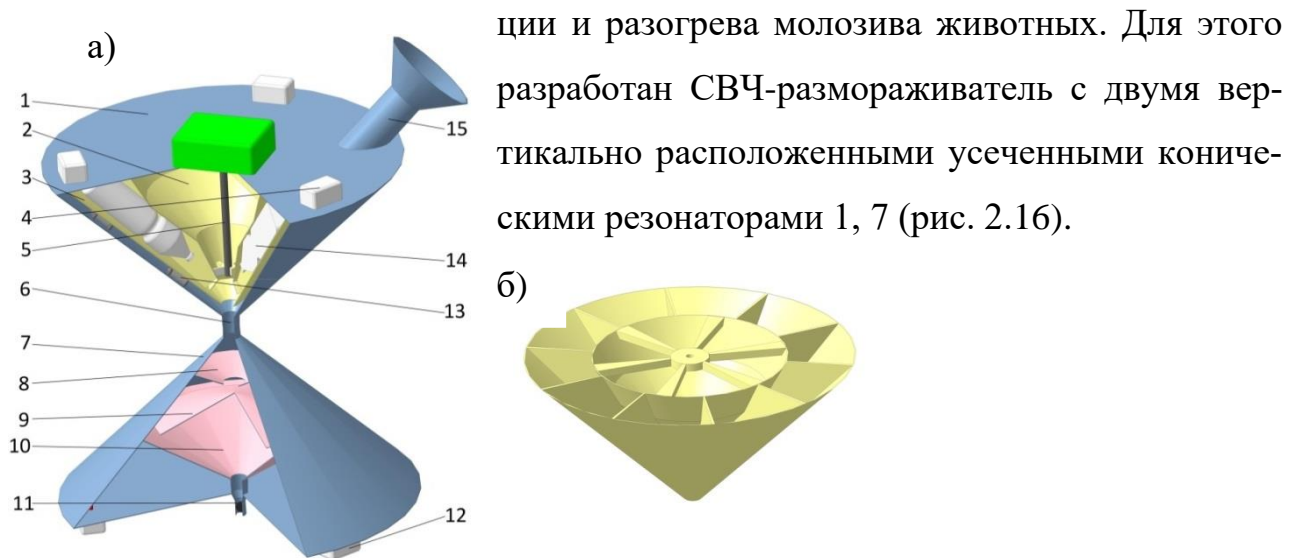 ции и разогрева молозива животных. Для этого
разработан СВЧ-размораживатель с двумя вер-
тикально расположенными усеченными кониче-
скими резонаторами 1, 7 (рис. 2.16).
а)
1
2
3
4
5
6
7
8
9
10
11
15
14
13
12
б)